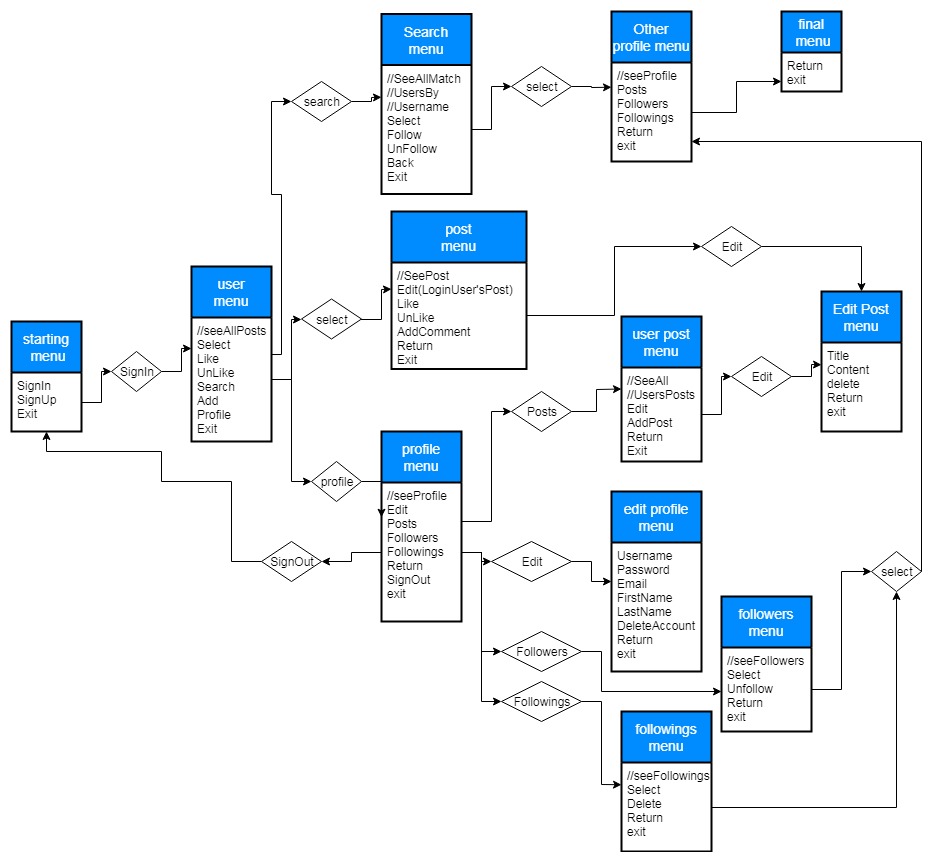 Search
menu
//SeeAllMatch
//UsersBy
//Username
Select
Follow
UnFollow
Back
Exit
Other
profile menu
//seeProfile
Posts
Followers
Followings
Return
exit
final
menu
Return
exit
search
select
post
menu
//SeePost
Edit(LoginUser'sPost)
Like
UnLike
AddComment
Return
Exit
Edit
user
menu
//seeAllPosts
Select
Like
UnLike
Search
Add
Profile
Exit
select
starting
menu
SignIn
SignUp
Exit
SignIn
user post
menu
//SeeAll
//UsersPosts
Edit
AddPost
Return
Exit
Edit
Edit Post
menu
Title
Content
delete
Return
exit
Posts
profile
profile
menu
//seeProfile
Edit
Posts
Followers
Followings
Return
SignOut
exit
SignOut
Edit
edit profile
menu
Username
Password
Email
FirstName
LastName
DeleteAccount
Return
exit
select
Followers
followers
menu
//seeFollowers
Select
Unfollow
Return
exit
Followings
followings
menu
//seeFollowings
Select
Delete
Return
exit